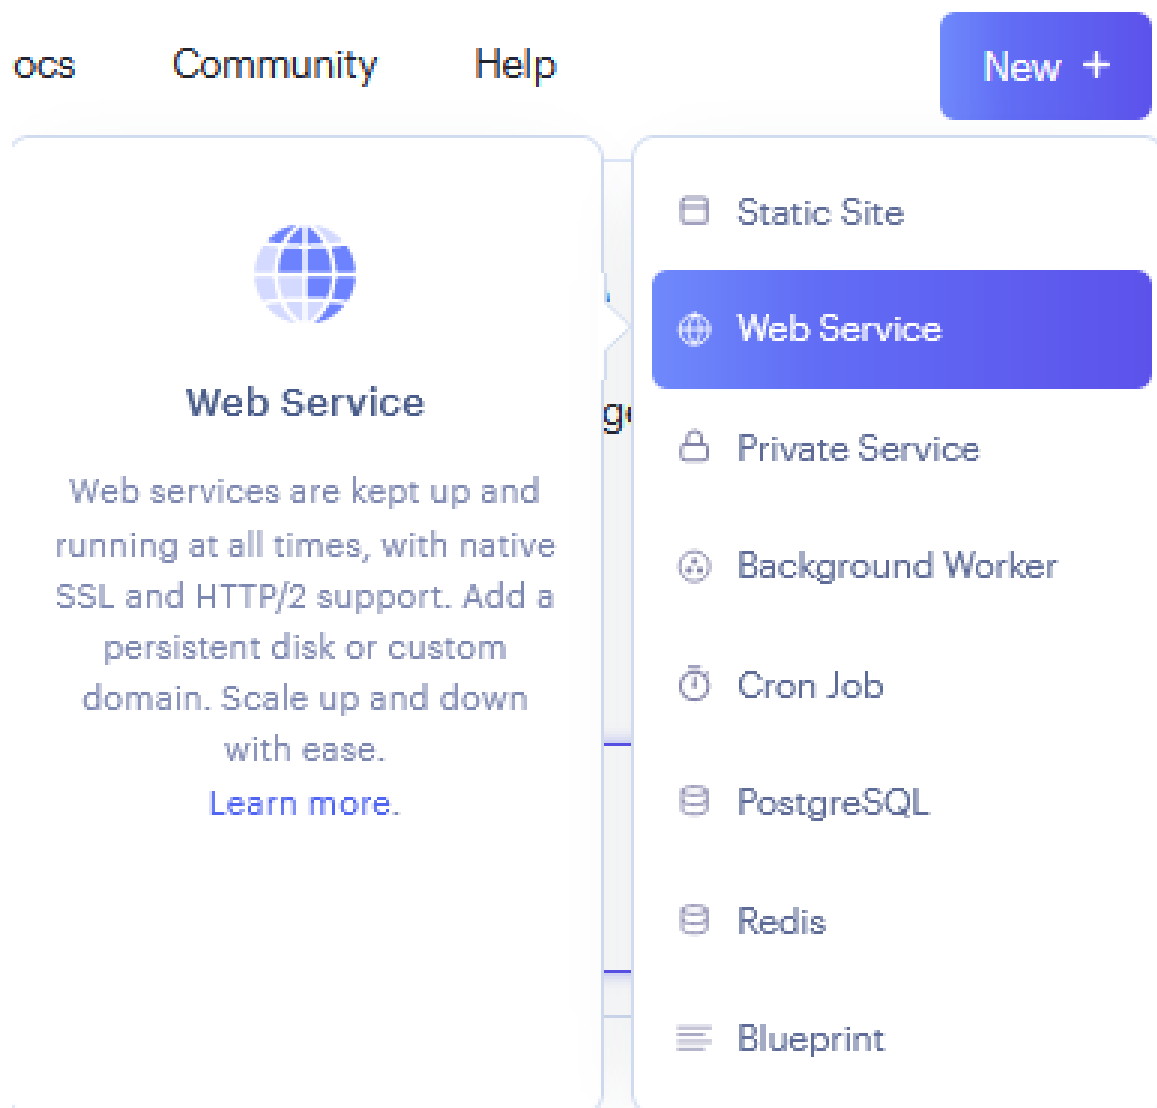 ocs Community Help New +
Web Service
Web services are kept up and
running at all times, with native
SSL and HTTP/2 support. Add a
persistent disk or custom
domain. Scale up and down
with ease.
Learn more.
Static Site
Web Service
Private Service
Background Worker
Cron Job
PostgreSQL
Redis
Blueprint